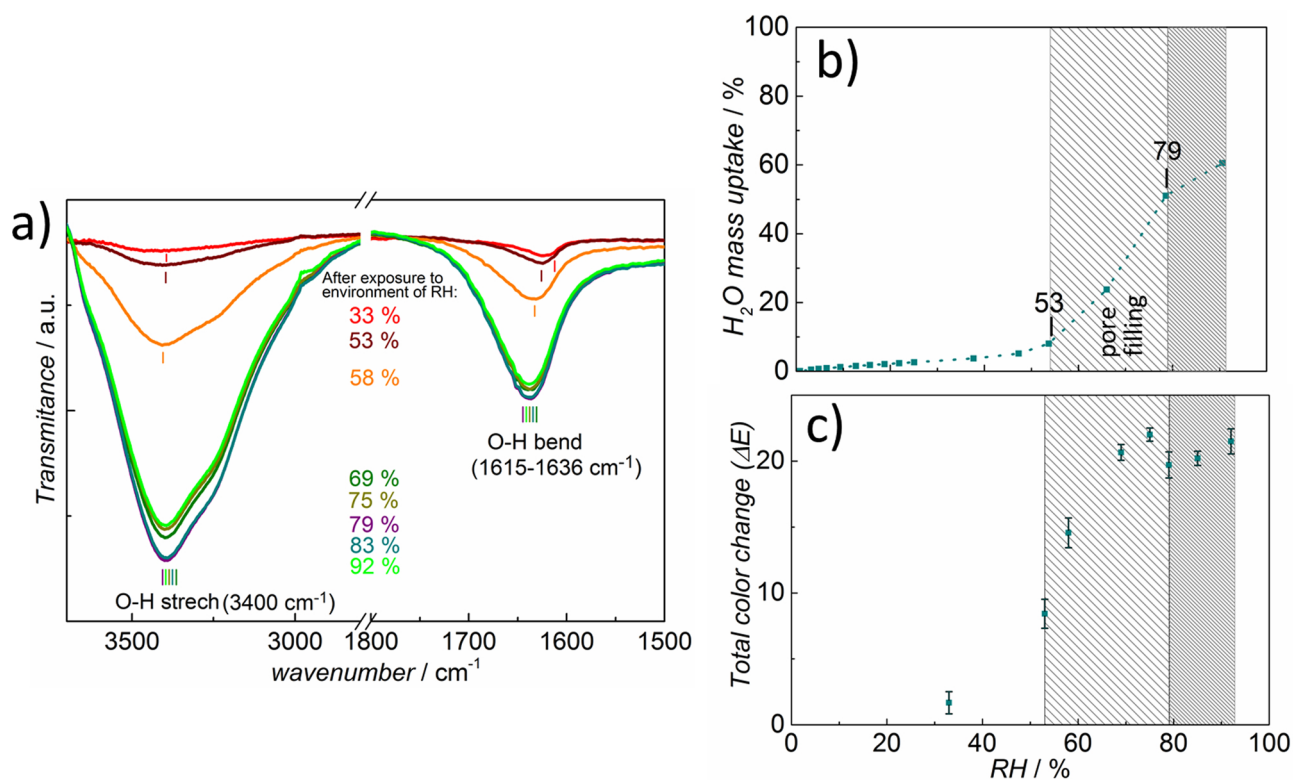 a)
Transmitance / a.u.
After exposure to
environment of RH:
33 %
53 %
58 %
69 %
75 %
79 %
83 %
92 %
O-H strech (3400 cm⁻¹)
O-H bend
(1615-1636 cm⁻¹)
3500 3000 1800 1800 1700 1600 1500
wavenumber / cm⁻¹
b)
H₂O mass uptake / %
100
80
60
40
20
0
53
79
pore
filling
c)
Total color change (ΔE)
20
10
0
0 20 40 60 80 100
RH / %